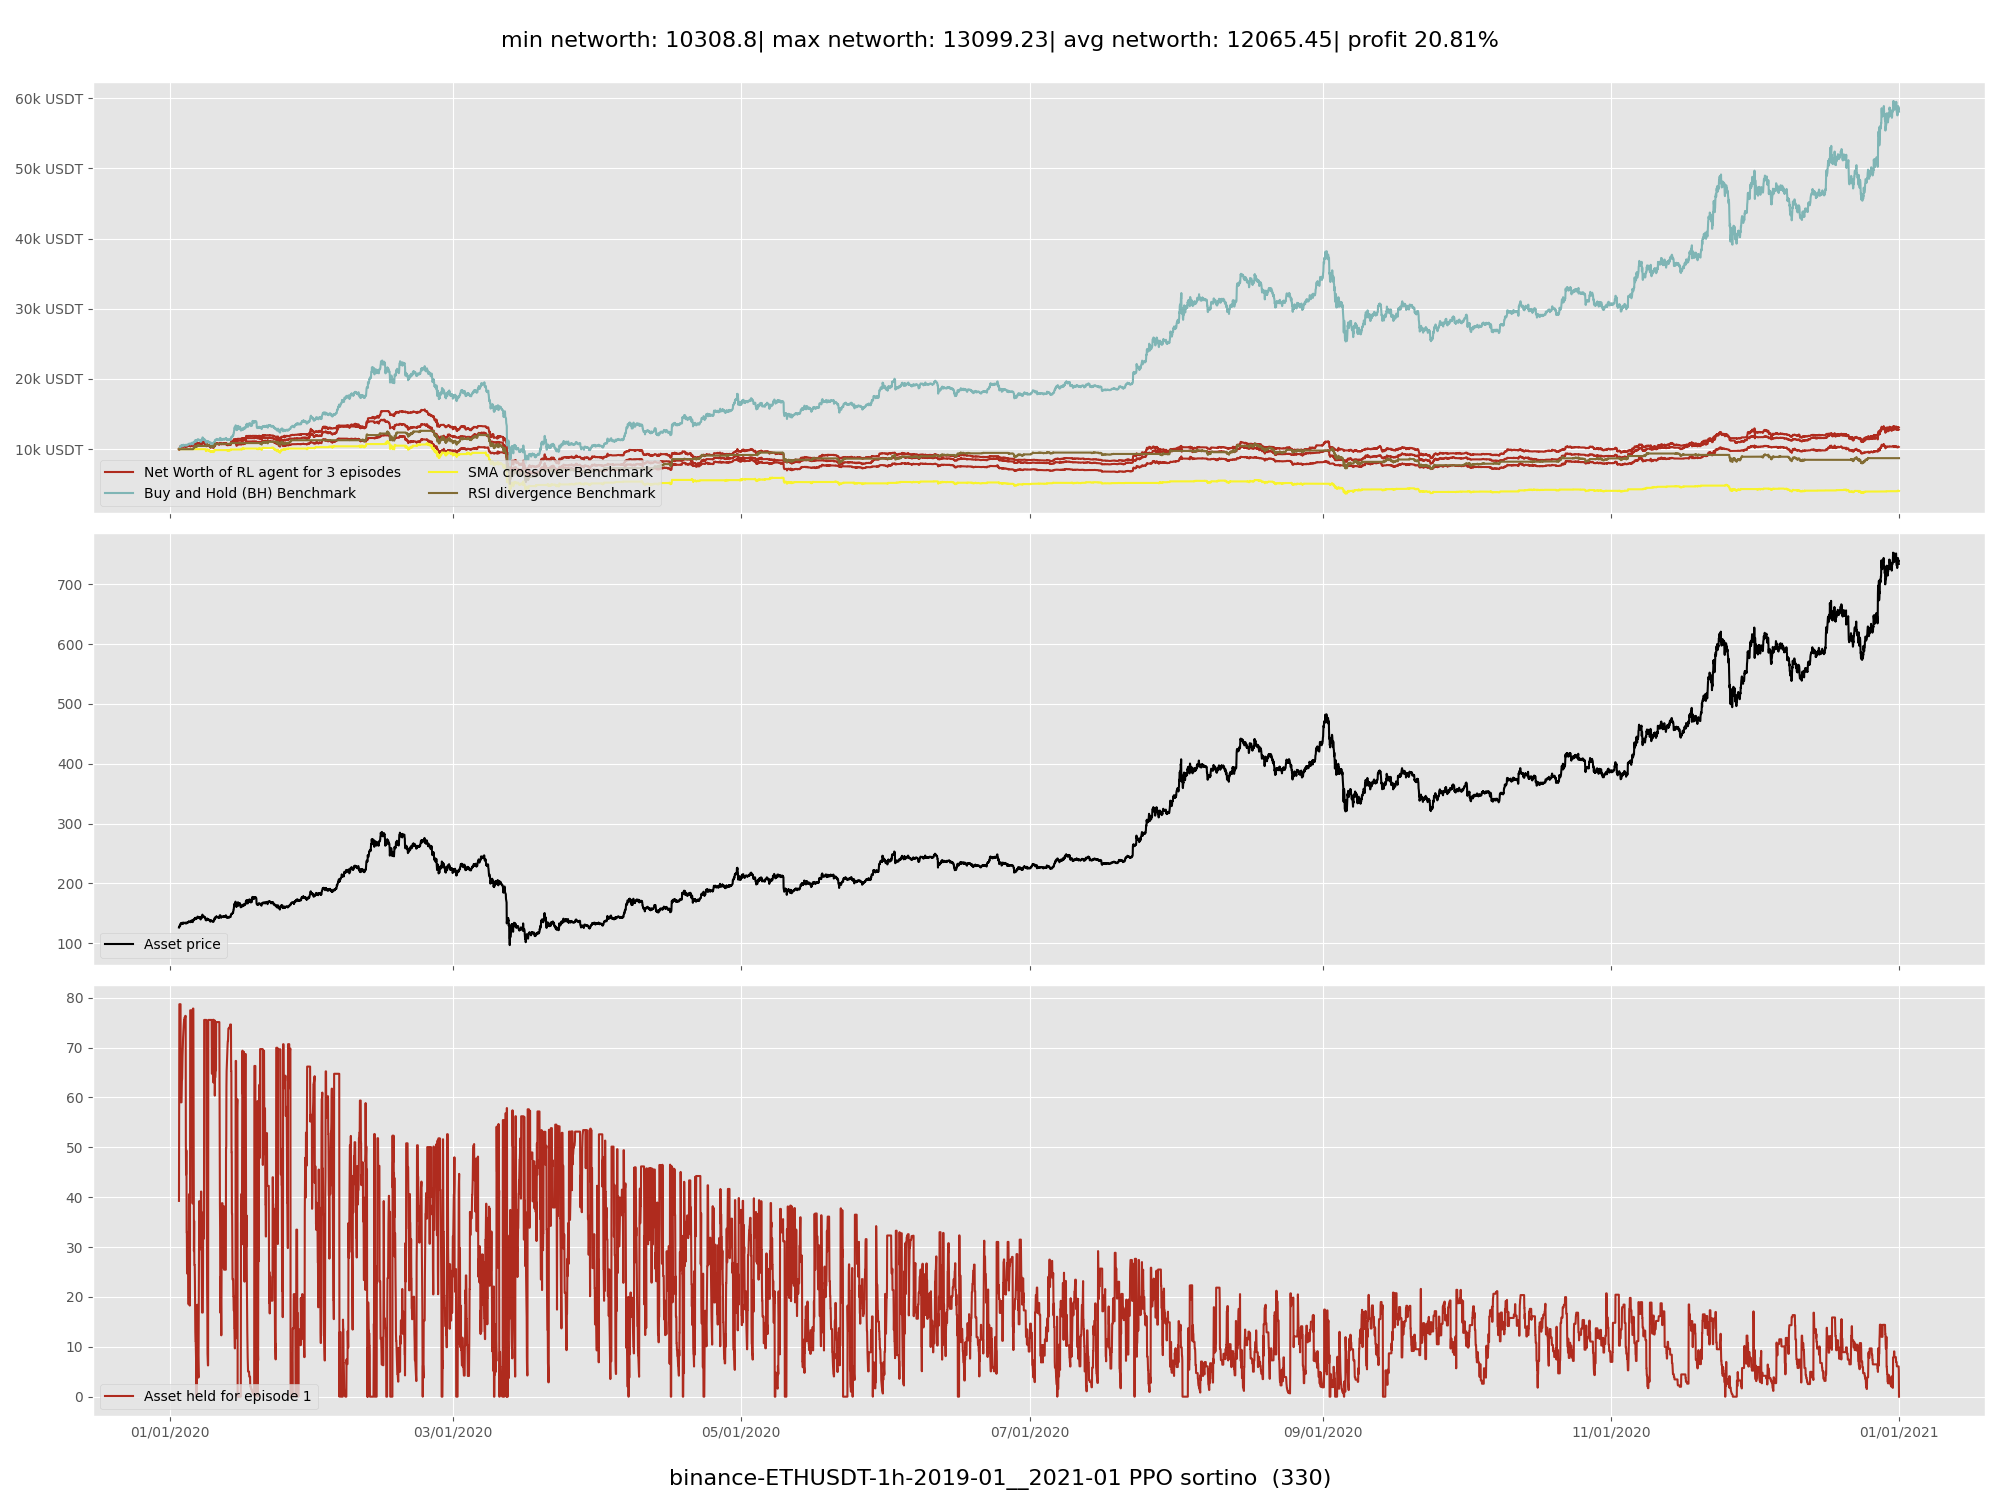 min networth: 10308.8| max networth: 13099.23| avg networth: 12065.45| profit 20.81%
60k USDT
50k USDT
40k USDT
30k USDT
20k USDT
10k USDT
Net Worth of RL agent for 3 episodes
Buy and Hold (BH) Benchmark
SMA crossover Benchmark
RSI divergence Benchmark
700
600
500
400
300
200
100
Asset price
80
70
60
50
40
30
20
10
0
Asset held for episode 1
01/01/2020 03/01/2020 05/01/2020 07/01/2020 09/01/2020 11/01/2020 01/01/2021
binance-ETHUSDT-1h-2019-01__2021-01 PPO sortino (330)